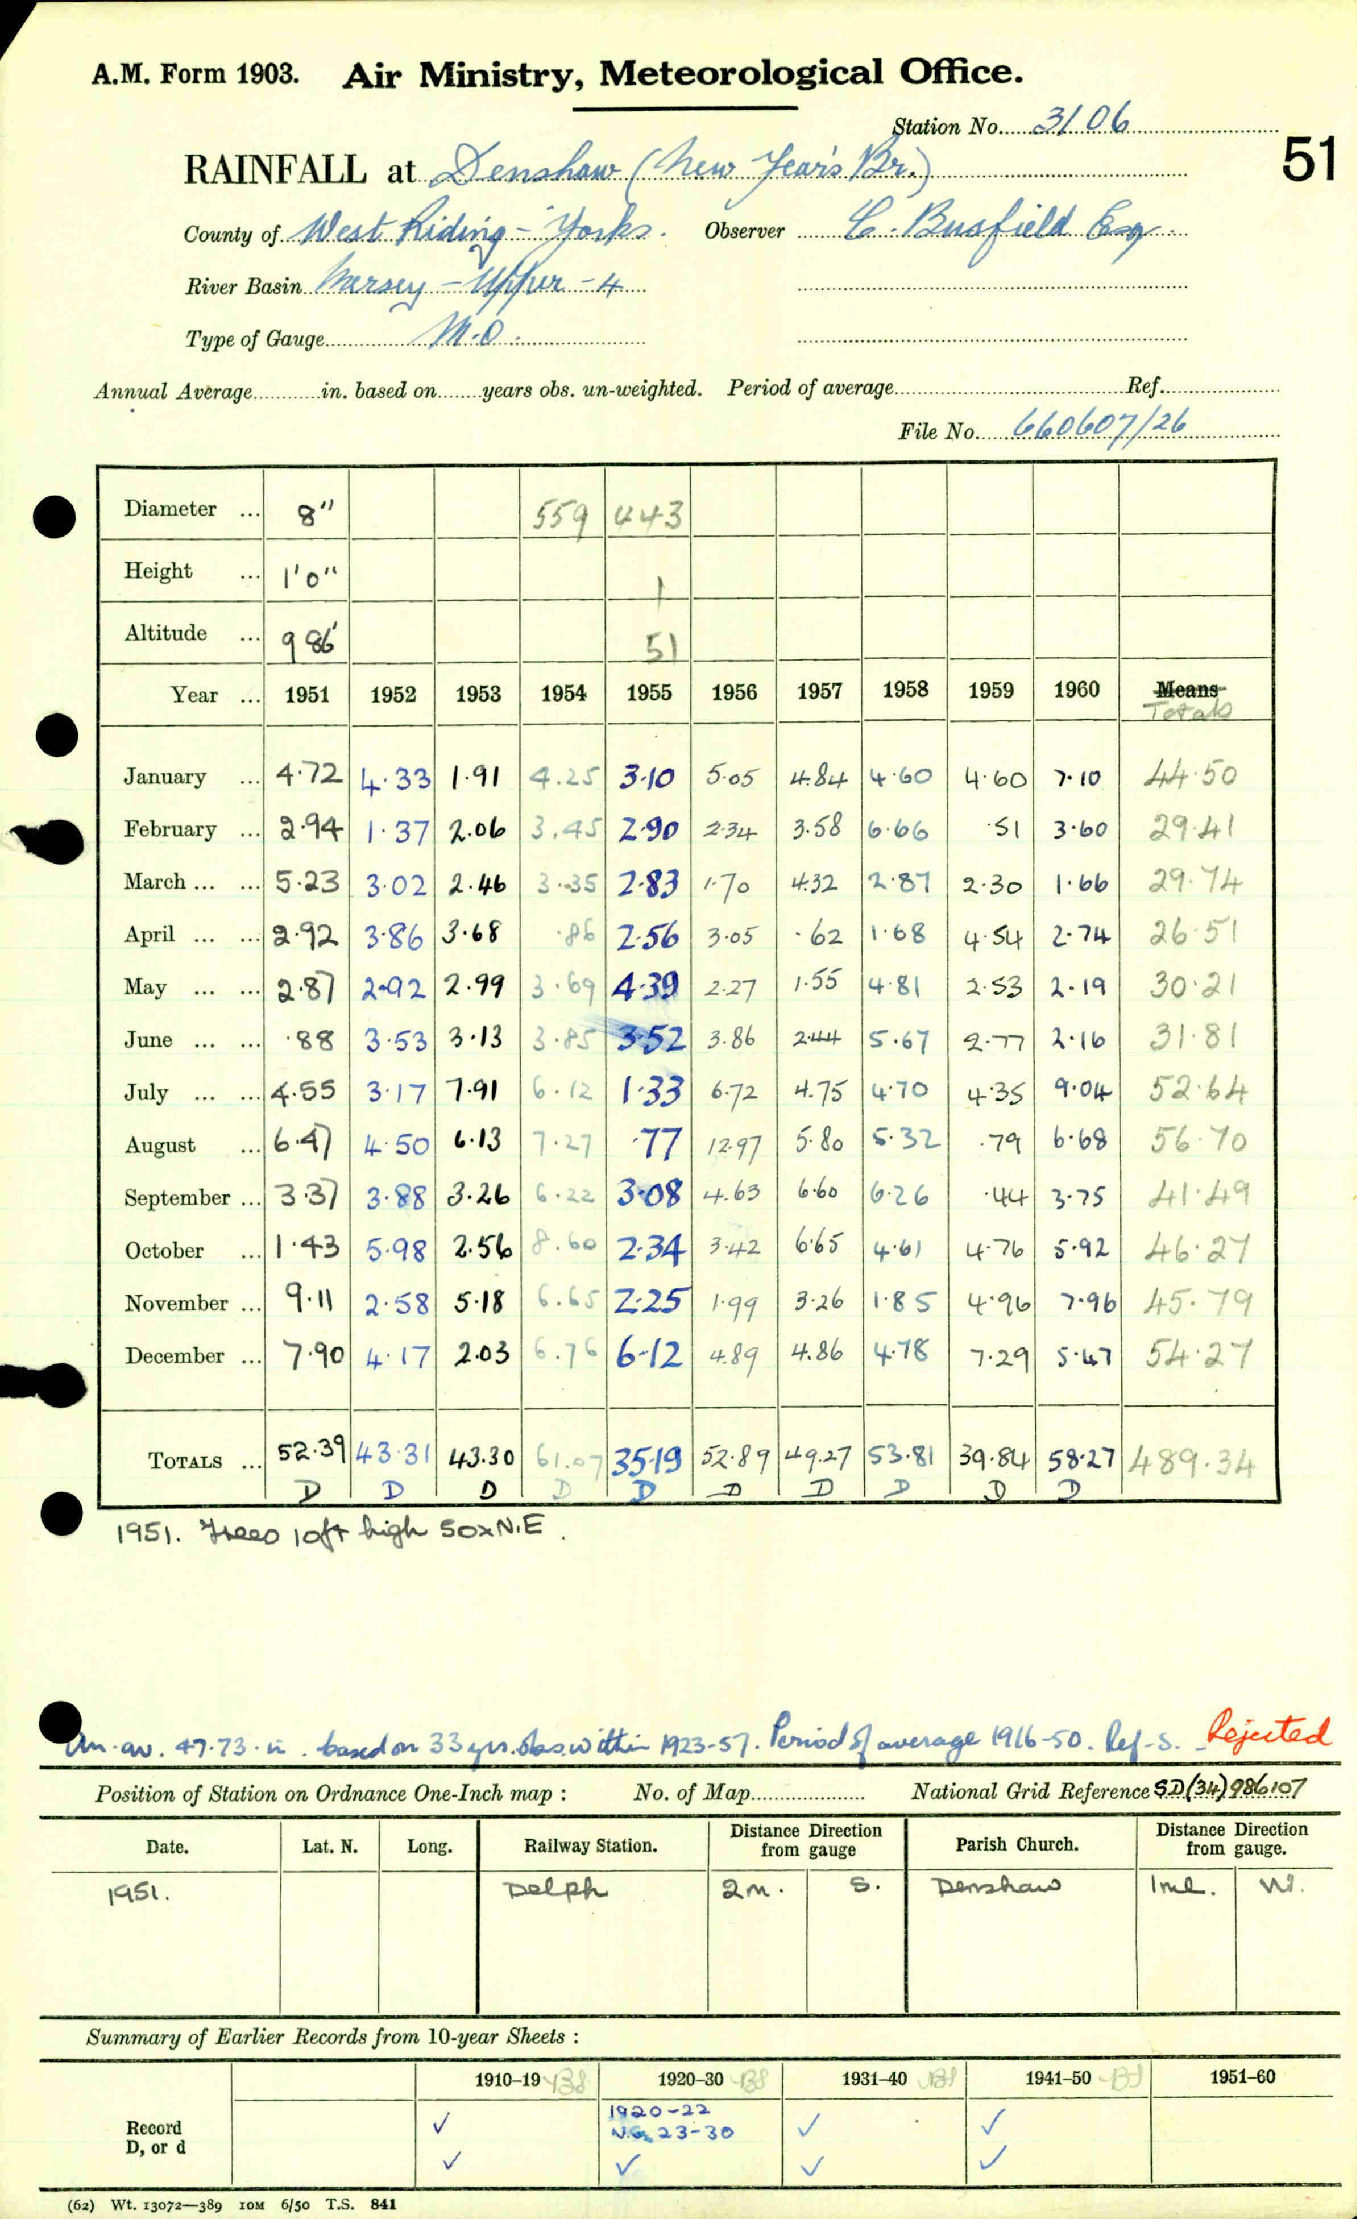 A.M. Form 1903. Air Ministry, Meteorological Office.
Station No. 3106
51
RAINFALL at Denshaw (New Year's Br.)
County of West Riding - Yorks. Observer C. Busfield Esq.
River Basin Mersey - Upper - 4
Type of Gauge M.O.
Annual Average in. based on years obs. un-weighted. Period of average Ref.
File No. 660607/26
Diameter ... 8" 559 443
Height ... 1'0" 1
Altitude ... 986' 51
Year ... 1951 1952 1953 1954 1955 1956 1957 1958 1959 1960 Means
Totals
January ... 4.72 4.33 1.91 4.25 3.10 5.05 4.84 4.60 4.60 7.10 44.50
February ... 2.94 1.37 2.06 3.45 2.90 2.34 3.58 6.66 .51 3.60 29.41
March ... ... 5.23 3.02 2.46 3.35 2.83 1.70 4.32 2.87 2.30 1.66 29.74
April ... ... 2.92 3.86 3.68 .86 2.56 3.05 .62 1.68 4.54 2.74 26.51
May ... ... 2.87 2.92 2.99 3.69 4.39 2.27 1.55 4.81 2.53 2.19 30.21
June ... ... .88 3.53 3.13 3.85 3.52 3.86 2.44 5.67 2.77 2.16 31.81
July ... ... 4.55 3.17 7.91 6.12 1.33 6.72 4.75 4.70 4.35 9.04 52.64
August ... 6.47 4.50 6.13 7.27 .77 12.97 5.80 5.32 .79 6.68 56.70
September ... 3.37 3.88 3.26 6.22 3.08 4.63 6.60 6.26 .44 3.75 41.49
October ... 1.43 5.98 2.56 8.60 2.34 3.42 6.65 4.61 4.76 5.92 46.27
November ... 9.11 2.58 5.18 6.65 2.25 1.99 3.26 1.85 4.96 7.96 45.79
December ... 7.90 4.17 2.03 6.76 6.12 4.89 4.86 4.78 7.29 5.47 54.27
TOTALS ... 52.39 43.31 43.30 61.07 35.19 52.89 49.27 53.81 39.84 58.27 489.34
D D D D D D D D D D
1951. Trees 10ft high 50x N.E.
An. av. 47.73 in. based on 33 yrs. obs. within 1923-57. Period of average 1916-50. Ref - S. - Rejected
Position of Station on Ordnance One-Inch map : No. of Map National Grid Reference SD(34)986107
Date. Lat. N. Long. Railway Station. Distance Direction from gauge Parish Church. Distance Direction from gauge.
1951. Delph 2m. S. Denshaw 1ml. W.
Summary of Earlier Records from 10-year Sheets :
1910-19 1920-30 1931-40 1941-50 1951-60
Record ✓ 1920-22 ✓ ✓
N.G. 23-30
D, or d ✓ ✓ ✓ ✓
(62) Wt. 13072—389 10M 6/50 T.S. 841